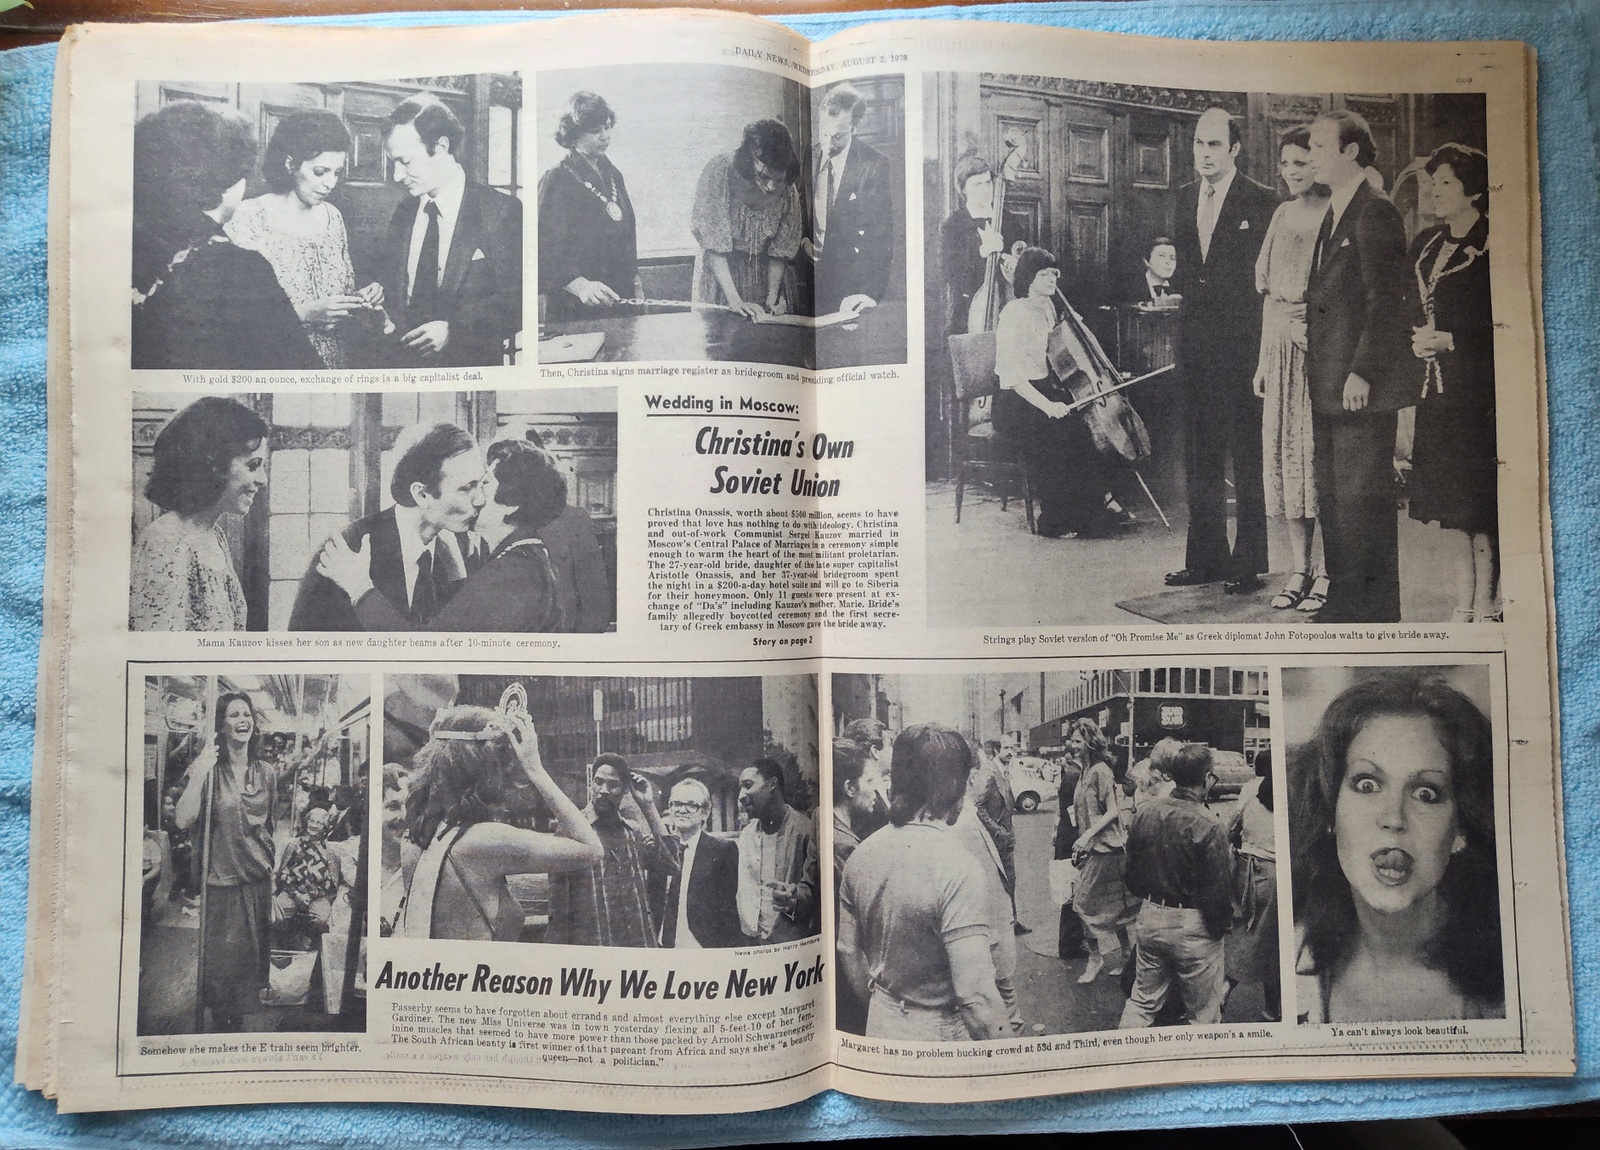 DAILY NEWS, WEDNESDAY, AUGUST 2, 1978
With gold $200 an ounce, exchange of rings is a big capitalist deal.
Then, Christina signs marriage register as bridegroom and presiding official watch.
Mama Kauzov kisses her son as new daughter beams after 10-minute ceremony.
Wedding in Moscow:
Christina's Own
Soviet Union
Christina Onassis, worth about $500 million, seems to have
proved that love has nothing to do with ideology. Christina
and out-of-work Communist Sergei Kauzov married in
Moscow's Central Palace of Marriages in a ceremony simple
enough to warm the heart of the most militant proletarian.
The 27-year-old bride, daughter of the late super capitalist
Aristotle Onassis, and her 37-year-old bridegroom spent
the night in a $200-a-day hotel suite and will go to Siberia
for their honeymoon. Only 11 guests were present at ex-
change of "Da's" including Kauzov's mother, Marie. Bride's
family allegedly boycotted ceremony and the first secre-
tary of Greek embassy in Moscow gave the bride away.
Story on page 2
Strings play Soviet version of "Oh Promise Me" as Greek diplomat John Fotopoulos waits to give bride away.
Somehow she makes the E train seem brighter.
News photos by Harry Hamburg
Another Reason Why We Love New York
Passerby seems to have forgotten about errands and almost everything else except Margaret
Gardiner. The new Miss Universe was in town yesterday flexing all 5-feet-10 of her fem-
inine muscles that seemed to have more power than those packed by Arnold Schwarzenegger.
The South African beauty is first winner of that pageant from Africa and says she's "a beauty
queen—not a politician."
Margaret has no problem bucking crowd at 53d and Third, even though her only weapon's a smile.
Ya can't always look beautiful.